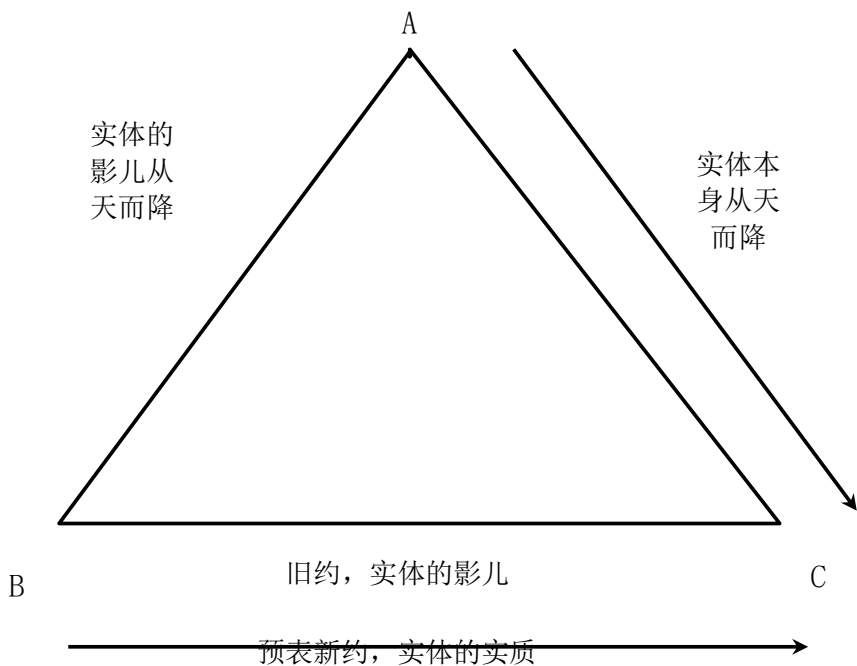 A
实体的
影儿从
天而降
实体本
身从天
而降
B
旧约，实体的影儿
C
预表新约，实体的实质